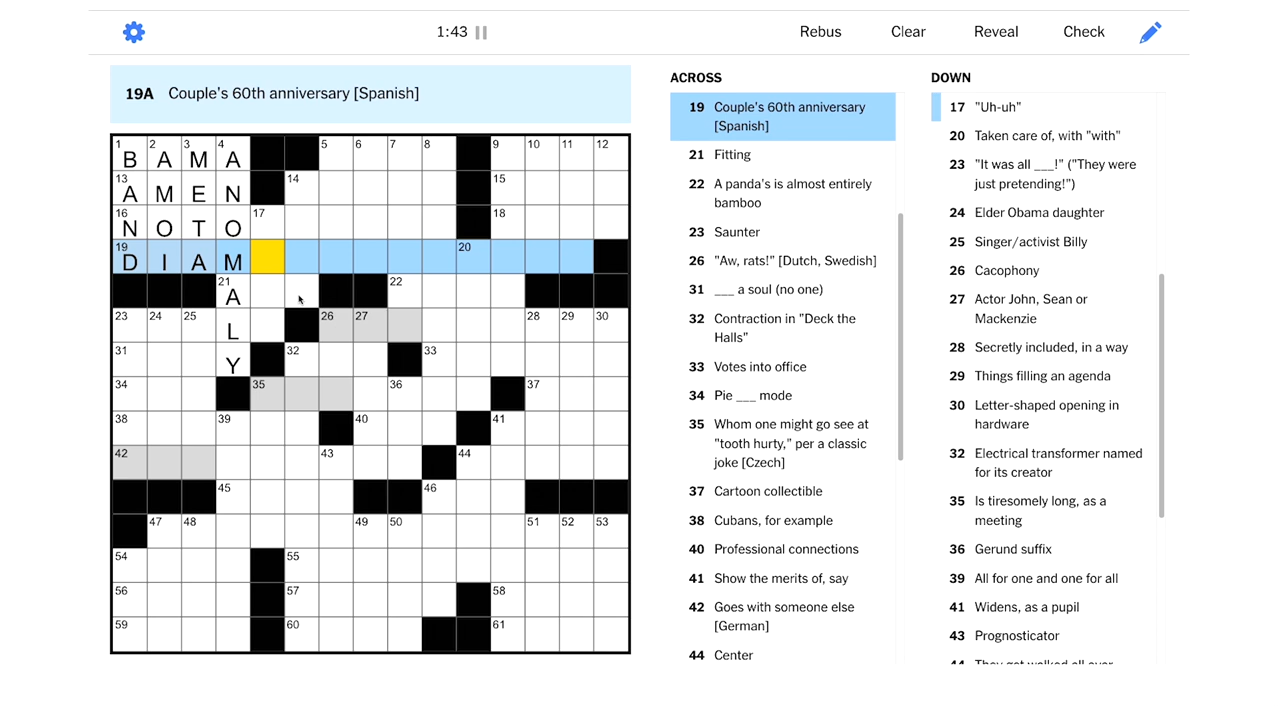 1:43
Rebus
Clear
Reveal
Check
19A Couple's 60th anniversary [Spanish]
1 2 3 4 5 6 7 8 9 10 11 12
B A M A
13 14 15
A M E N
16 17 18
N O T O
19 20
D I A M
21 22
A
23 24 25 26 27 28 29 30
L
31 32 33
Y
34 35 36 37
38 39 40 41
42 43 44
45 46
47 48 49 50 51 52 53
54 55
56 57 58
59 60 61
ACROSS
19 Couple's 60th anniversary
[Spanish]
21 Fitting
22 A panda's is almost entirely
bamboo
23 Saunter
26 "Aw, rats!" [Dutch, Swedish]
31 ___ a soul (no one)
32 Contraction in "Deck the
Halls"
33 Votes into office
34 Pie ___ mode
35 Whom one might go see at
"tooth hurty," per a classic
joke [Czech]
37 Cartoon collectible
38 Cubans, for example
40 Professional connections
41 Show the merits of, say
42 Goes with someone else
[German]
44 Center
DOWN
17 "Uh-uh"
20 Taken care of, with "with"
23 "It was all ___!" ("They were
just pretending!")
24 Elder Obama daughter
25 Singer/activist Billy
26 Cacophony
27 Actor John, Sean or
Mackenzie
28 Secretly included, in a way
29 Things filling an agenda
30 Letter-shaped opening in
hardware
32 Electrical transformer named
for its creator
35 Is tiresomely long, as a
meeting
36 Gerund suffix
39 All for one and one for all
41 Widens, as a pupil
43 Prognosticator
44 They get walked all over